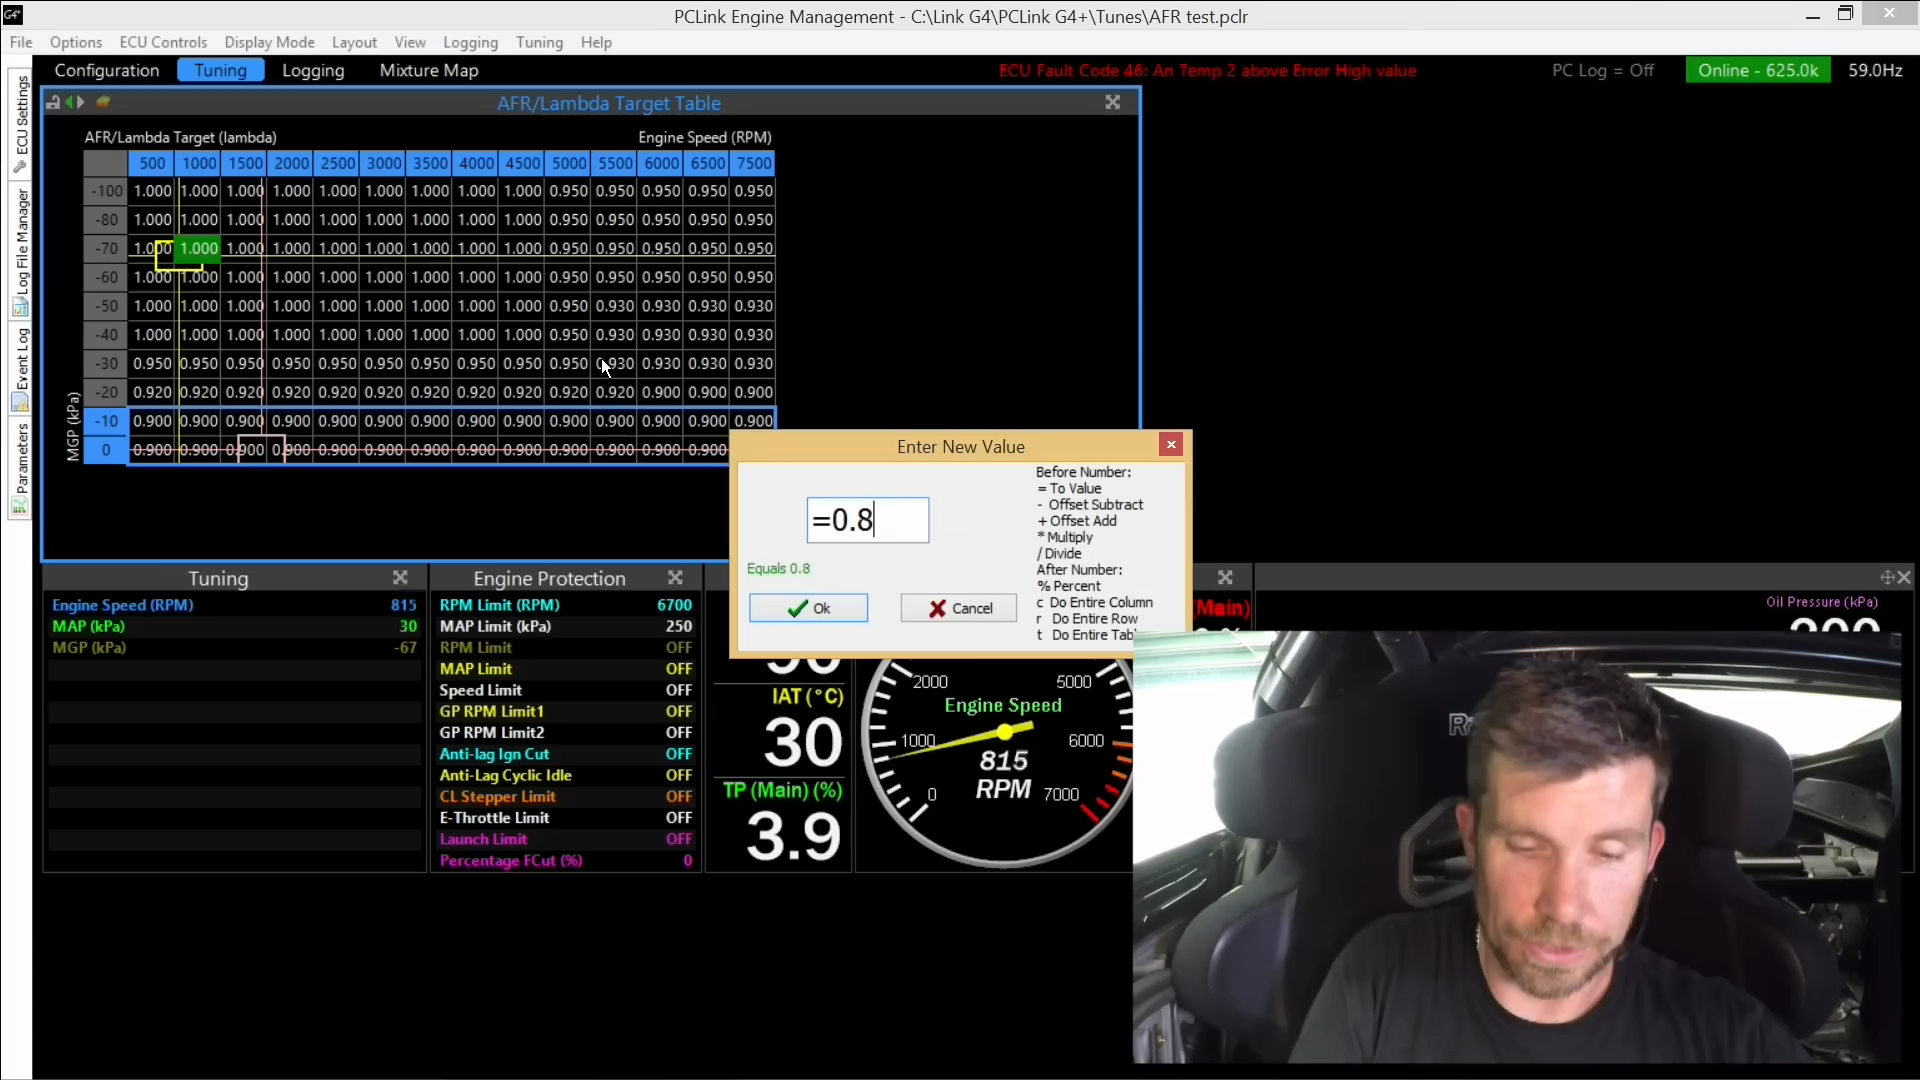 G4+
PCLink Engine Management - C:\Link G4\PCLink G4+\Tunes\AFR test.pclr
File Options ECU Controls Display Mode Layout View Logging Tuning Help
Configuration Tuning Logging Mixture Map
ECU Fault Code 46: An Temp 2 above Error High value
PC Log = Off
Online - 625.0k
59.0Hz
ECU Settings
Log File Manager
Event Log
Parameters
AFR/Lambda Target Table
AFR/Lambda Target (lambda)
Engine Speed (RPM)
500 1000 1500 2000 2500 3000 3500 4000 4500 5000 5500 6000 6500 7500
-100 1.000 1.000 1.000 1.000 1.000 1.000 1.000 1.000 1.000 0.950 0.950 0.950 0.950 0.950
-80 1.000 1.000 1.000 1.000 1.000 1.000 1.000 1.000 1.000 0.950 0.950 0.950 0.950 0.950
-70 1.000 1.000 1.000 1.000 1.000 1.000 1.000 1.000 1.000 0.950 0.950 0.950 0.950 0.950
-60 1.000 1.000 1.000 1.000 1.000 1.000 1.000 1.000 1.000 0.950 0.950 0.950 0.950 0.950
-50 1.000 1.000 1.000 1.000 1.000 1.000 1.000 1.000 1.000 0.950 0.930 0.930 0.930 0.930
-40 1.000 1.000 1.000 1.000 1.000 1.000 1.000 1.000 1.000 0.950 0.930 0.930 0.930 0.930
-30 0.950 0.950 0.950 0.950 0.950 0.950 0.950 0.950 0.950 0.950 0.930 0.930 0.930 0.930
-20 0.920 0.920 0.920 0.920 0.920 0.920 0.920 0.920 0.920 0.920 0.920 0.900 0.900 0.900
-10 0.900 0.900 0.900 0.900 0.900 0.900 0.900 0.900 0.900 0.900 0.900 0.900 0.900 0.900
0 0.900 0.900 0.900 0.900 0.900 0.900 0.900 0.900 0.900 0.900 0.900 0.900 0.900
MGP (kPa)
Enter New Value
=0.8
Equals 0.8
Ok
Cancel
Before Number:
= To Value
- Offset Subtract
+ Offset Add
* Multiply
/ Divide
After Number:
% Percent
c Do Entire Column
r Do Entire Row
t Do Entire
Tuning
Engine Speed (RPM) 815
MAP (kPa) 30
MGP (kPa) -67
Engine Protection
RPM Limit (RPM) 6700
MAP Limit (kPa) 250
RPM Limit OFF
MAP Limit OFF
Speed Limit OFF
GP RPM Limit1 OFF
GP RPM Limit2 OFF
Anti-lag Ign Cut OFF
Anti-Lag Cyclic Idle OFF
CL Stepper Limit OFF
E-Throttle Limit OFF
Launch Limit OFF
Percentage FCut (%) 0
IAT (°C)
30
TP (Main) (%)
3.9
(Main)
Engine Speed
815
RPM
0 1000 2000 5000 6000 7000
Oil Pressure (kPa)